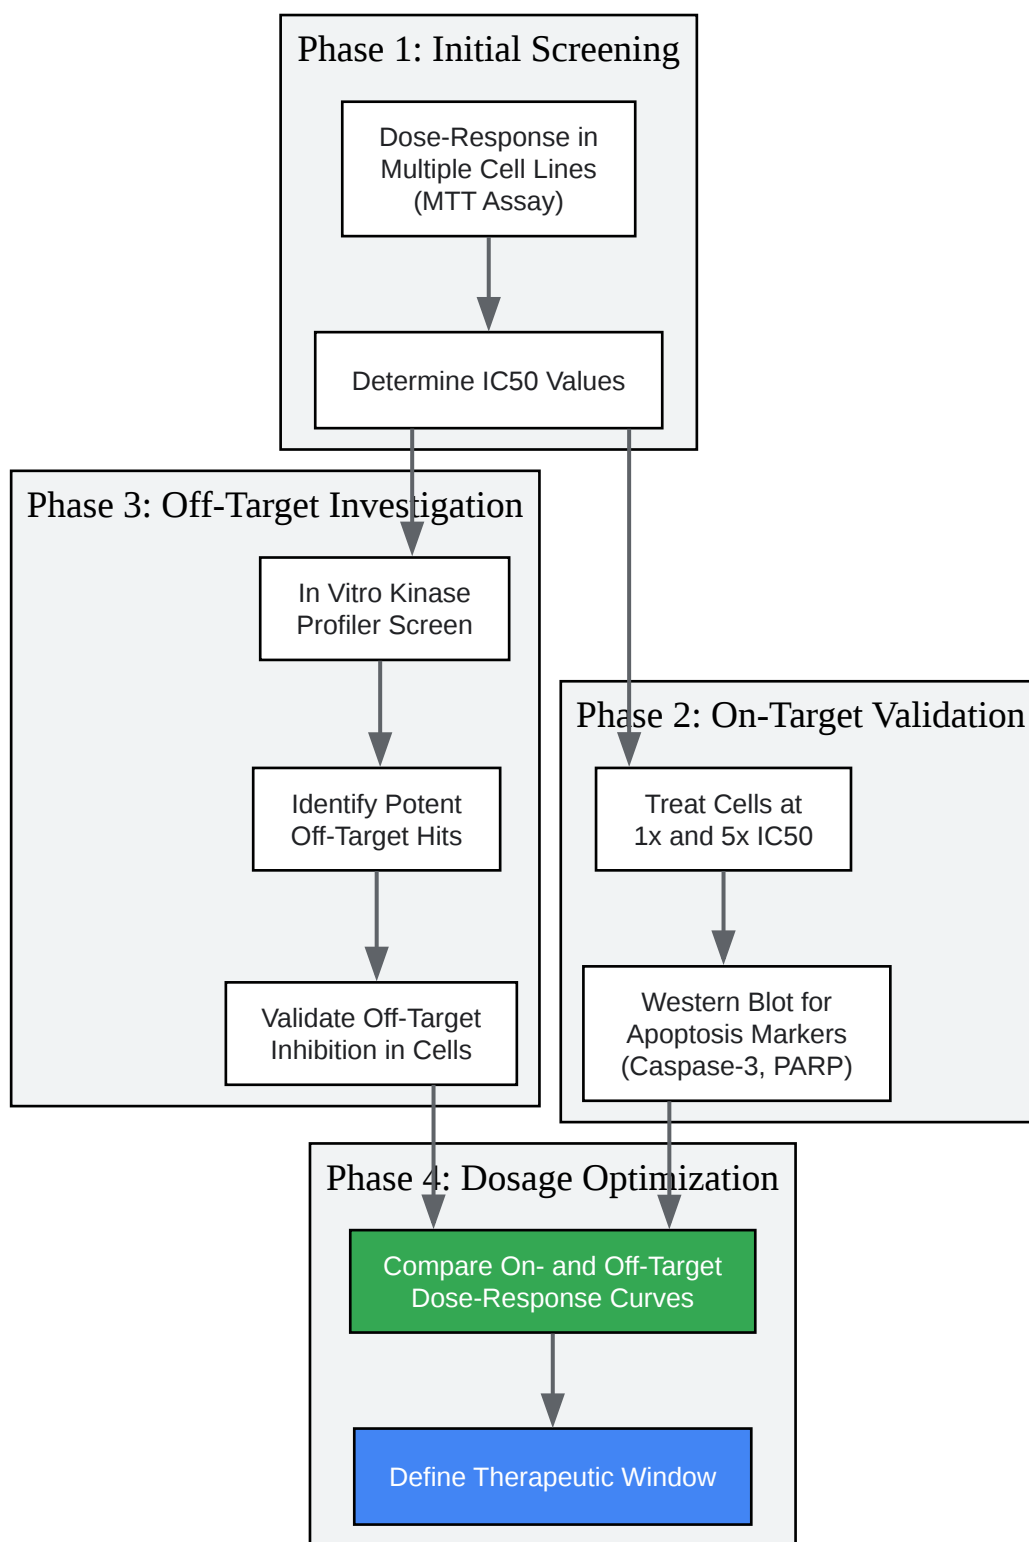 Phase 1: Initial Screening
Dose-Response in
Multiple Cell Lines
(MTT Assay)
Determine IC50 Values
Phase 3: Off-Target Investigation
In Vitro Kinase
Profiler Screen
Identify Potent
Off-Target Hits
Validate Off-Target
Inhibition in Cells
Phase 2: On-Target Validation
Treat Cells at
1x and 5x IC50
Western Blot for
Apoptosis Markers
(Caspase-3, PARP)
Phase 4: Dosage Optimization
Compare On- and Off-Target
Dose-Response Curves
Define Therapeutic Window